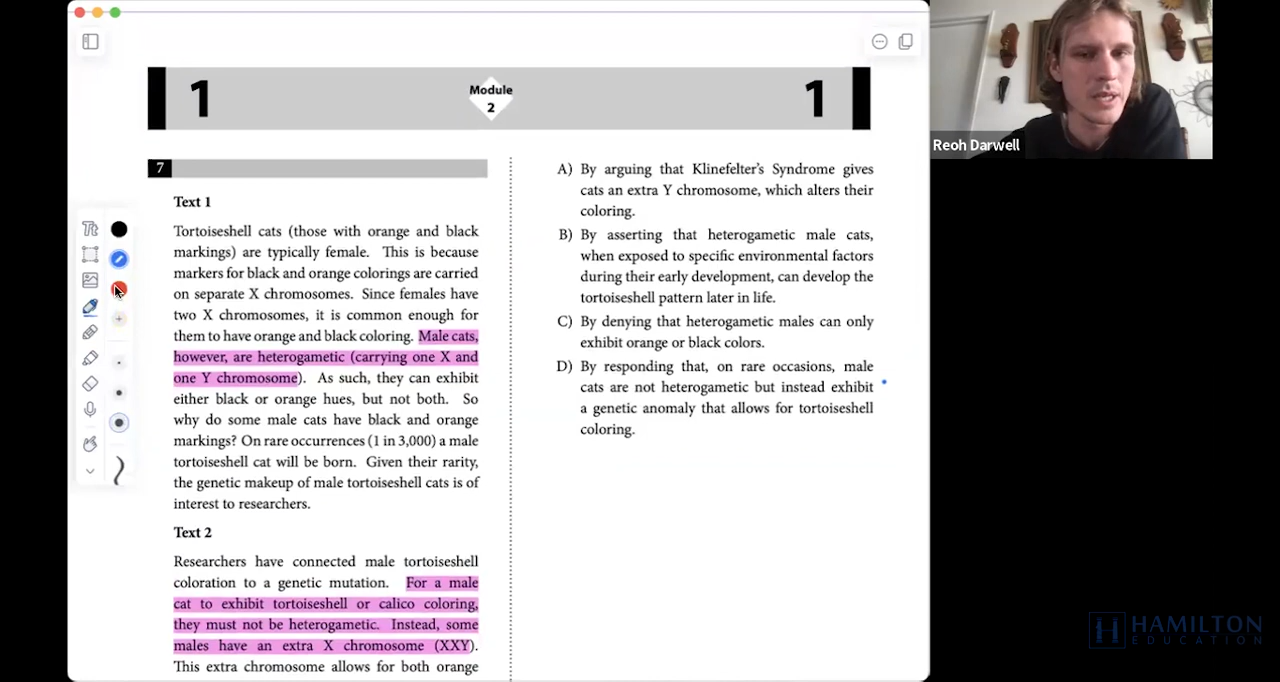 1
Module
2
1
7
Text 1
Tortoiseshell cats (those with orange and black
markings) are typically female. This is because
markers for black and orange colorings are carried
on separate X chromosomes. Since females have
two X chromosomes, it is common enough for
them to have orange and black coloring. Male cats,
however, are heterogametic (carrying one X and
one Y chromosome). As such, they can exhibit
either black or orange hues, but not both. So
why do some male cats have black and orange
markings? On rare occurrences (1 in 3,000) a male
tortoiseshell cat will be born. Given their rarity,
the genetic makeup of male tortoiseshell cats is of
interest to researchers.
Text 2
Researchers have connected male tortoiseshell
coloration to a genetic mutation. For a male
cat to exhibit tortoiseshell or calico coloring,
they must not be heterogametic. Instead, some
males have an extra X chromosome (XXY).
This extra chromosome allows for both orange
A) By arguing that Klinefelter's Syndrome gives
cats an extra Y chromosome, which alters their
coloring.
B) By asserting that heterogametic male cats,
when exposed to specific environmental factors
during their early development, can develop the
tortoiseshell pattern later in life.
C) By denying that heterogametic males can only
exhibit orange or black colors.
D) By responding that, on rare occasions, male
cats are not heterogametic but instead exhibit
a genetic anomaly that allows for tortoiseshell
coloring.
Tt
Reoh Darwell
HAMILTON
EDUCATION